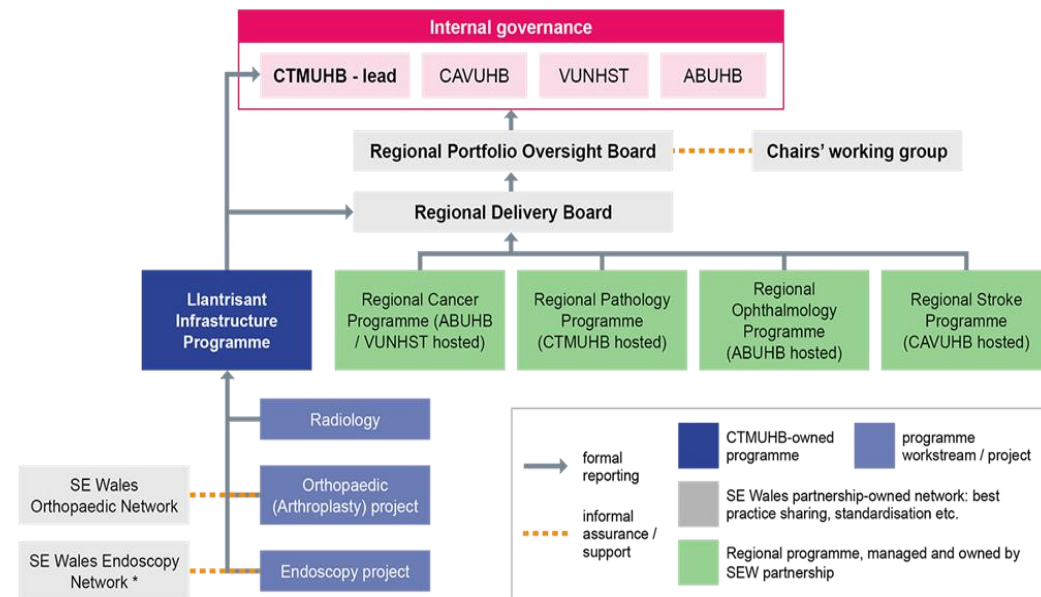 Internal governance
CTMUHB - lead
CAVUHB
VUNHST
ABUHB
Regional Portfolio Oversight Board
Chairs' working group
Regional Delivery Board
Llantrisant
Infrastructure
Programme
Regional Cancer
Programme (ABUHB
/ VUNHST hosted)
Regional Pathology
Programme
(CTMUHB hosted)
Regional
Ophthalmology
Programme
(ABUHB hosted)
Regional Stroke
Programme
(CAVUHB hosted)
Radiology
SE Wales
Orthopaedic Network
Orthopaedic
(Arthroplasty) project
SE Wales Endoscopy
Network *
Endoscopy project
formal
reporting
informal
assurance /
support
CTMUHB-owned
programme
programme
workstream / project
SE Wales partnership-owned network: best
practice sharing, standardisation etc.
Regional programme, managed and owned by
SEW partnership